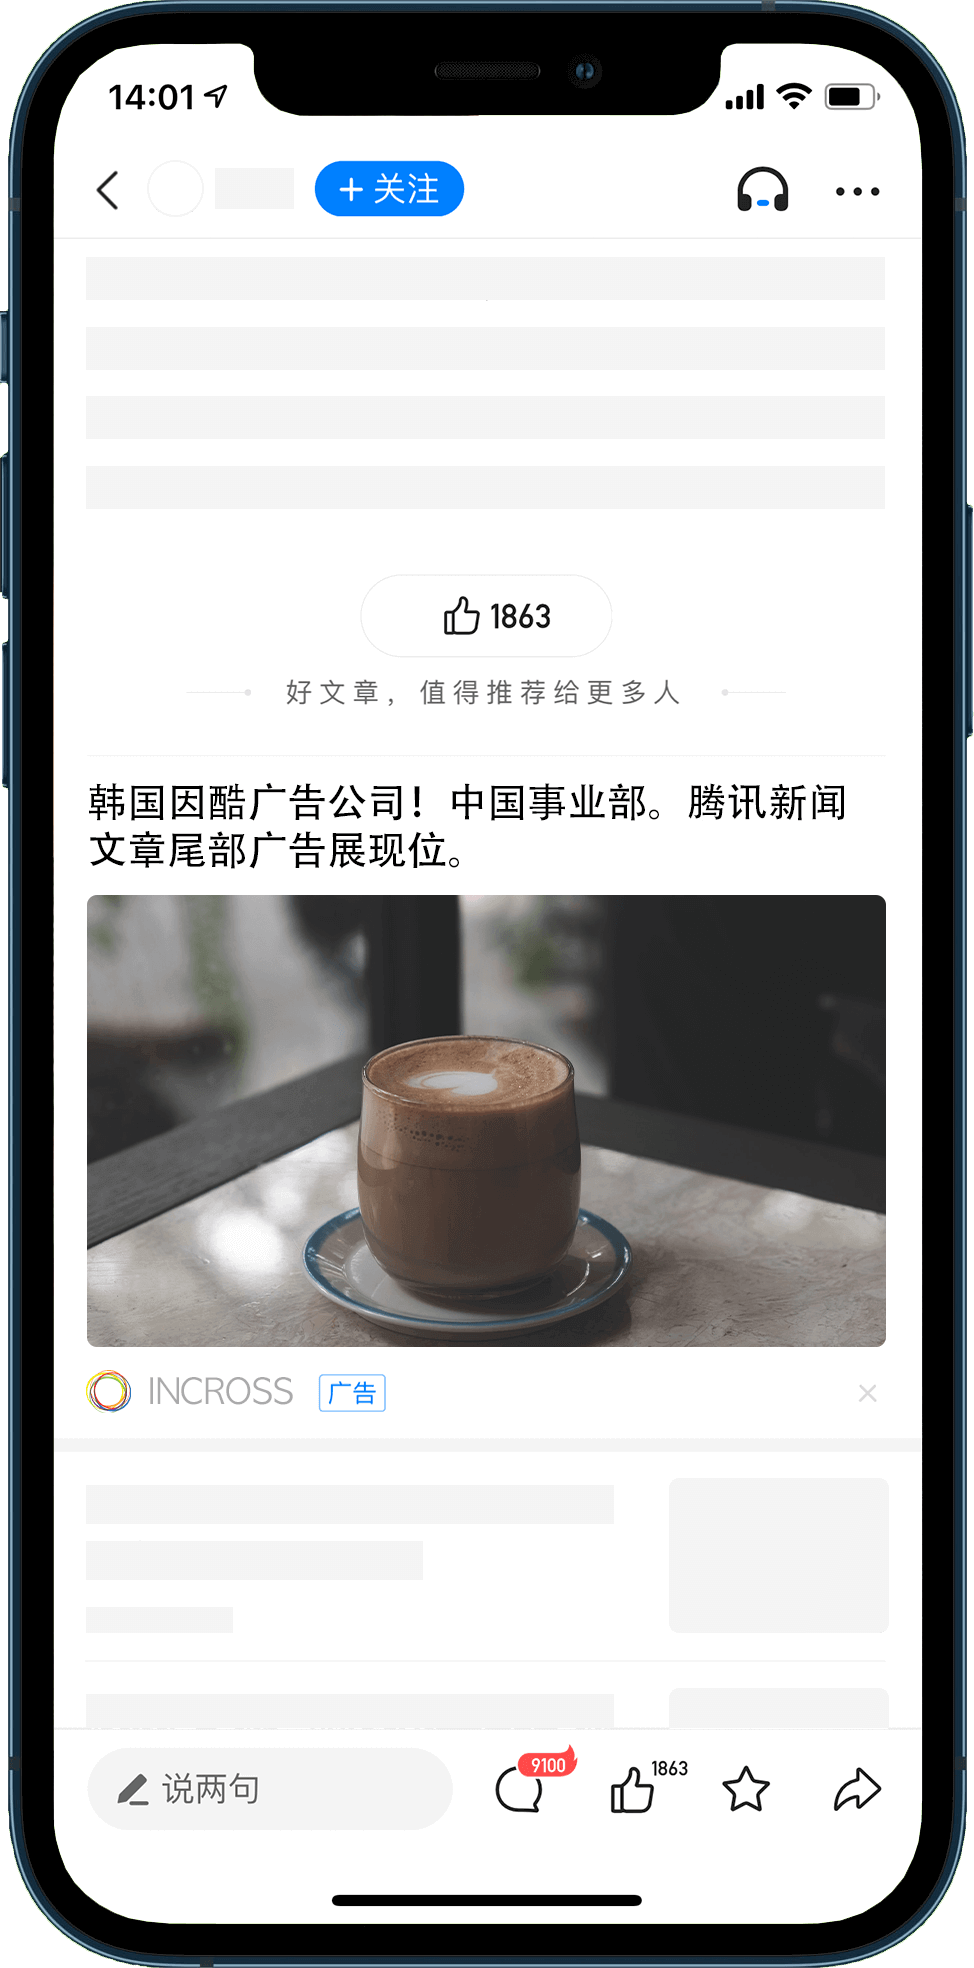 14:01
+ 关注
1863
好文章，值得推荐给更多人
韩国因酷广告公司！中国事业部。腾讯新闻
文章尾部广告展现位。
INCROSS 广告
说两句 9100 1863